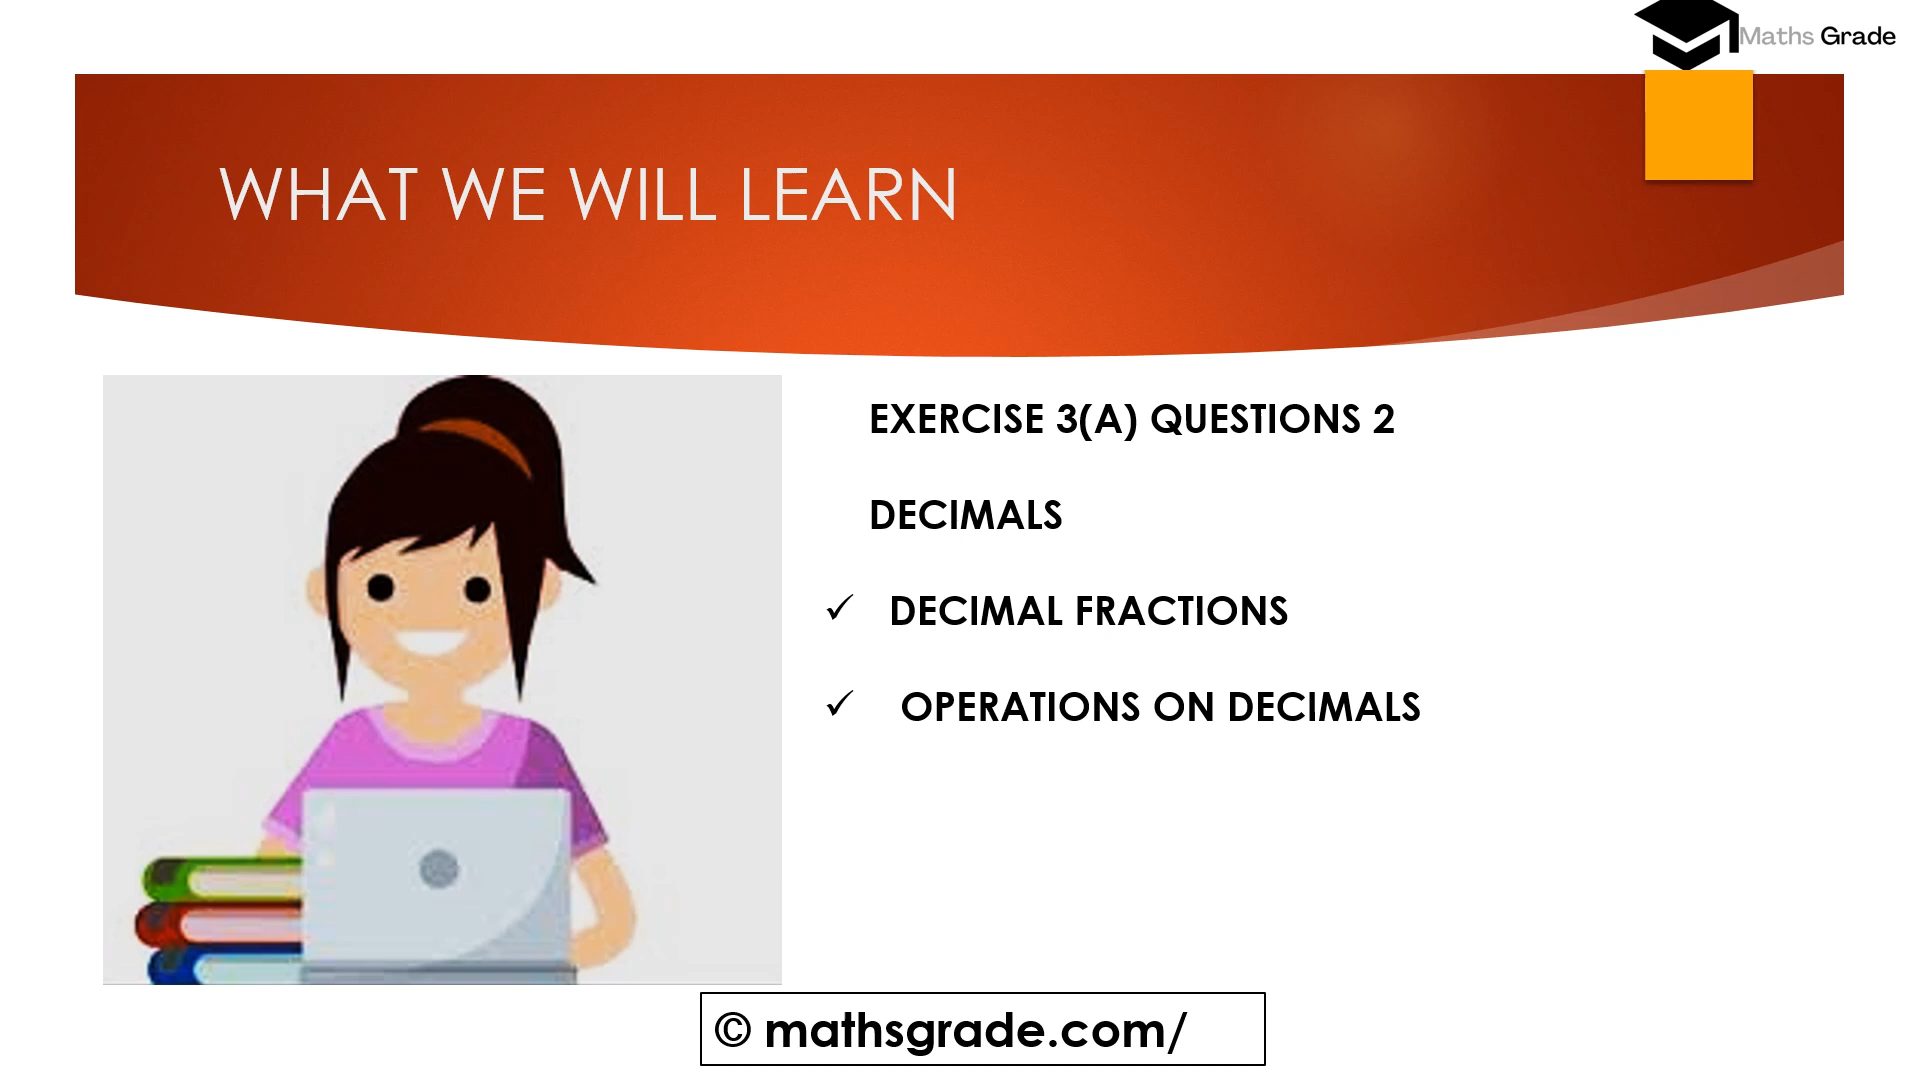 Maths Grade
WHAT WE WILL LEARN
EXERCISE 3(A) QUESTIONS 2
DECIMALS
✓ DECIMAL FRACTIONS
✓ OPERATIONS ON DECIMALS
© mathsgrade.com/